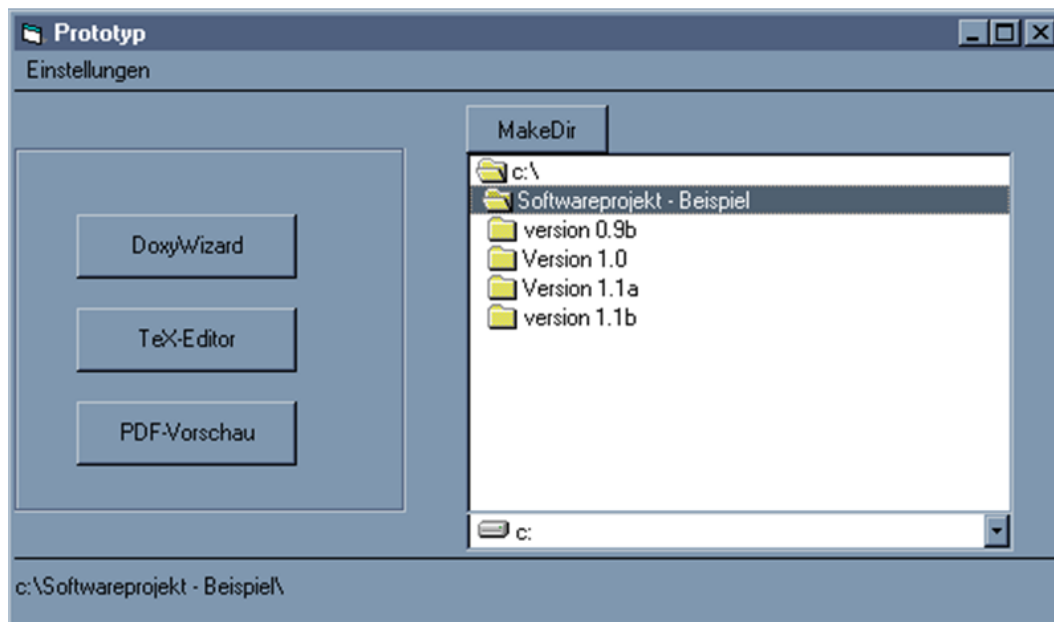 Prototyp
Einstellungen
MakeDir
c:\
Softwareprojekt - Beispiel
version 0.9b
Version 1.0
Version 1.1a
version 1.1b
c:
DoxyWizard
TeX-Editor
PDF-Vorschau
c:\Softwareprojekt - Beispiel\